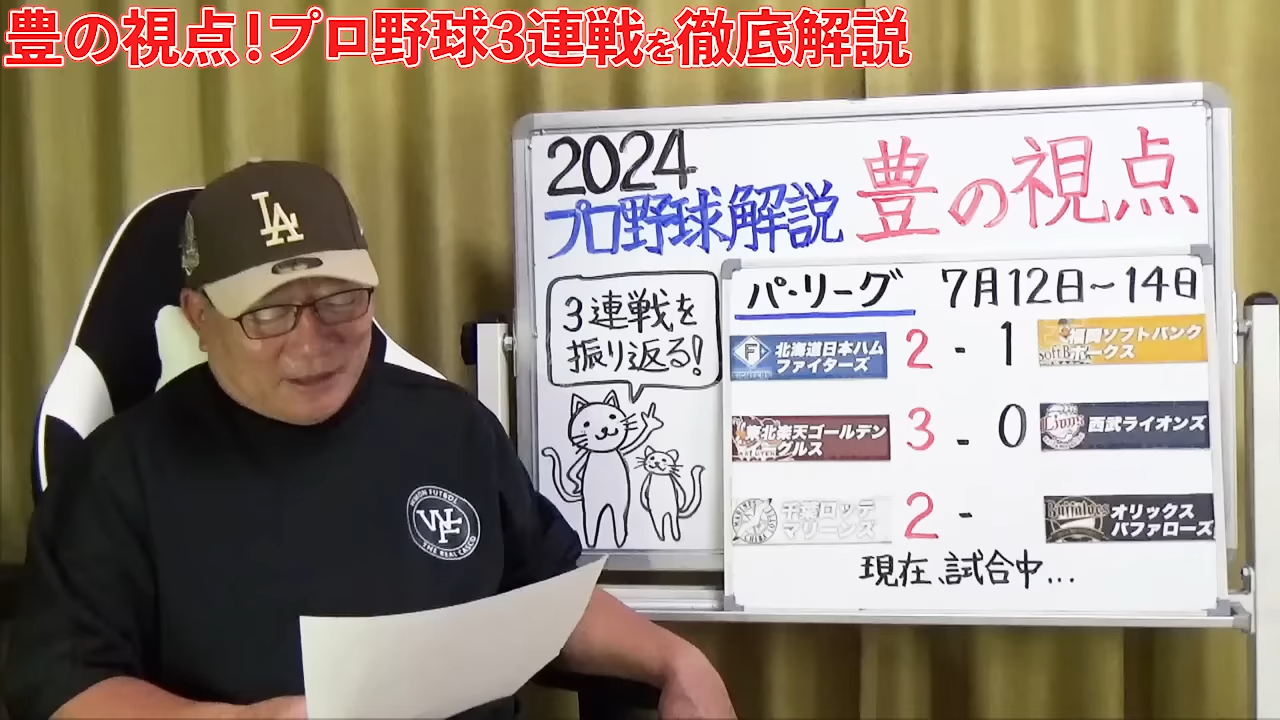 豊の視点!プロ野球3連戦を徹底解説
LA
2024
プロ野球解説
豊の視点
3連戦を
振り返る!
パ・リーグ 7月12日~14日
北海道日本ハム
ファイターズ
2 - 1
福岡ソフトバンク
ークス
東北楽天ゴールデン
ーグルス
3 - 0
Lions
西武ライオンズ
千葉ロッテ
マリーンズ
2 -
Buffaloes
オリックス
バファローズ
現在、試合中...
WF
THE REAL CASCO